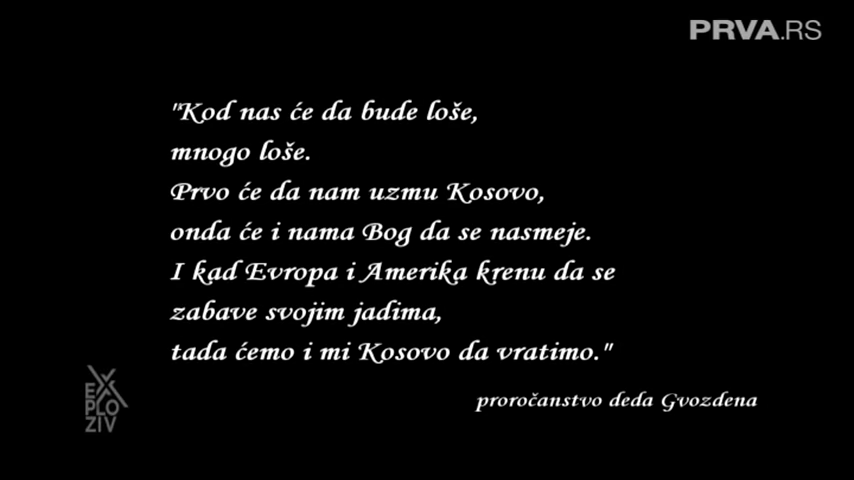 PRVA.RS
"Kod nas će da bude loše,
mnogo loše.
Prvo će da nam uzmu Kosovo,
onda će i nama Bog da se nasmeje.
I kad Evropa i Amerika krenu da se
zabave svojim jadima,
tada ćemo i mi Kosovo da vratimo."
proročanstvo deda Gvozdena
EX
PLO
ZIV